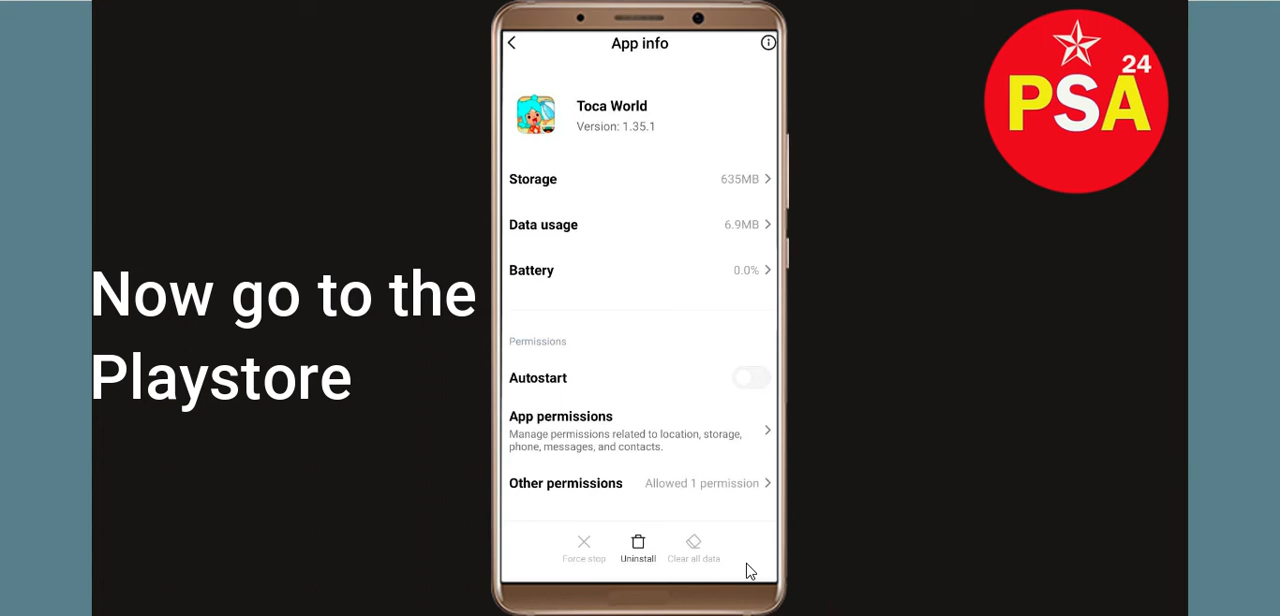 App info
Toca World
Version: 1.35.1
Storage 635MB
Data usage 6.9MB
Battery 0.0%
Permissions
Autostart
App permissions
Manage permissions related to location, storage,
phone, messages, and contacts.
Other permissions Allowed 1 permission
Force stop Uninstall Clear all data
Now go to the
Playstore
24
PSA